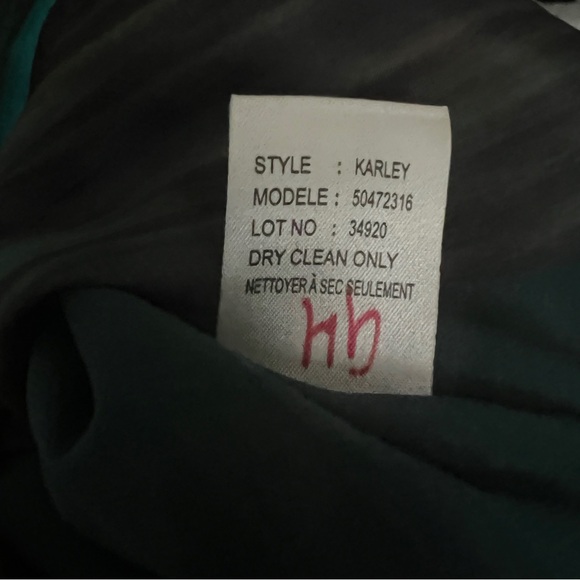 STYLE : KARLEY
MODELE : 50472316
LOT NO : 34920
DRY CLEAN ONLY
NETTOYER À SEC SEULEMENT